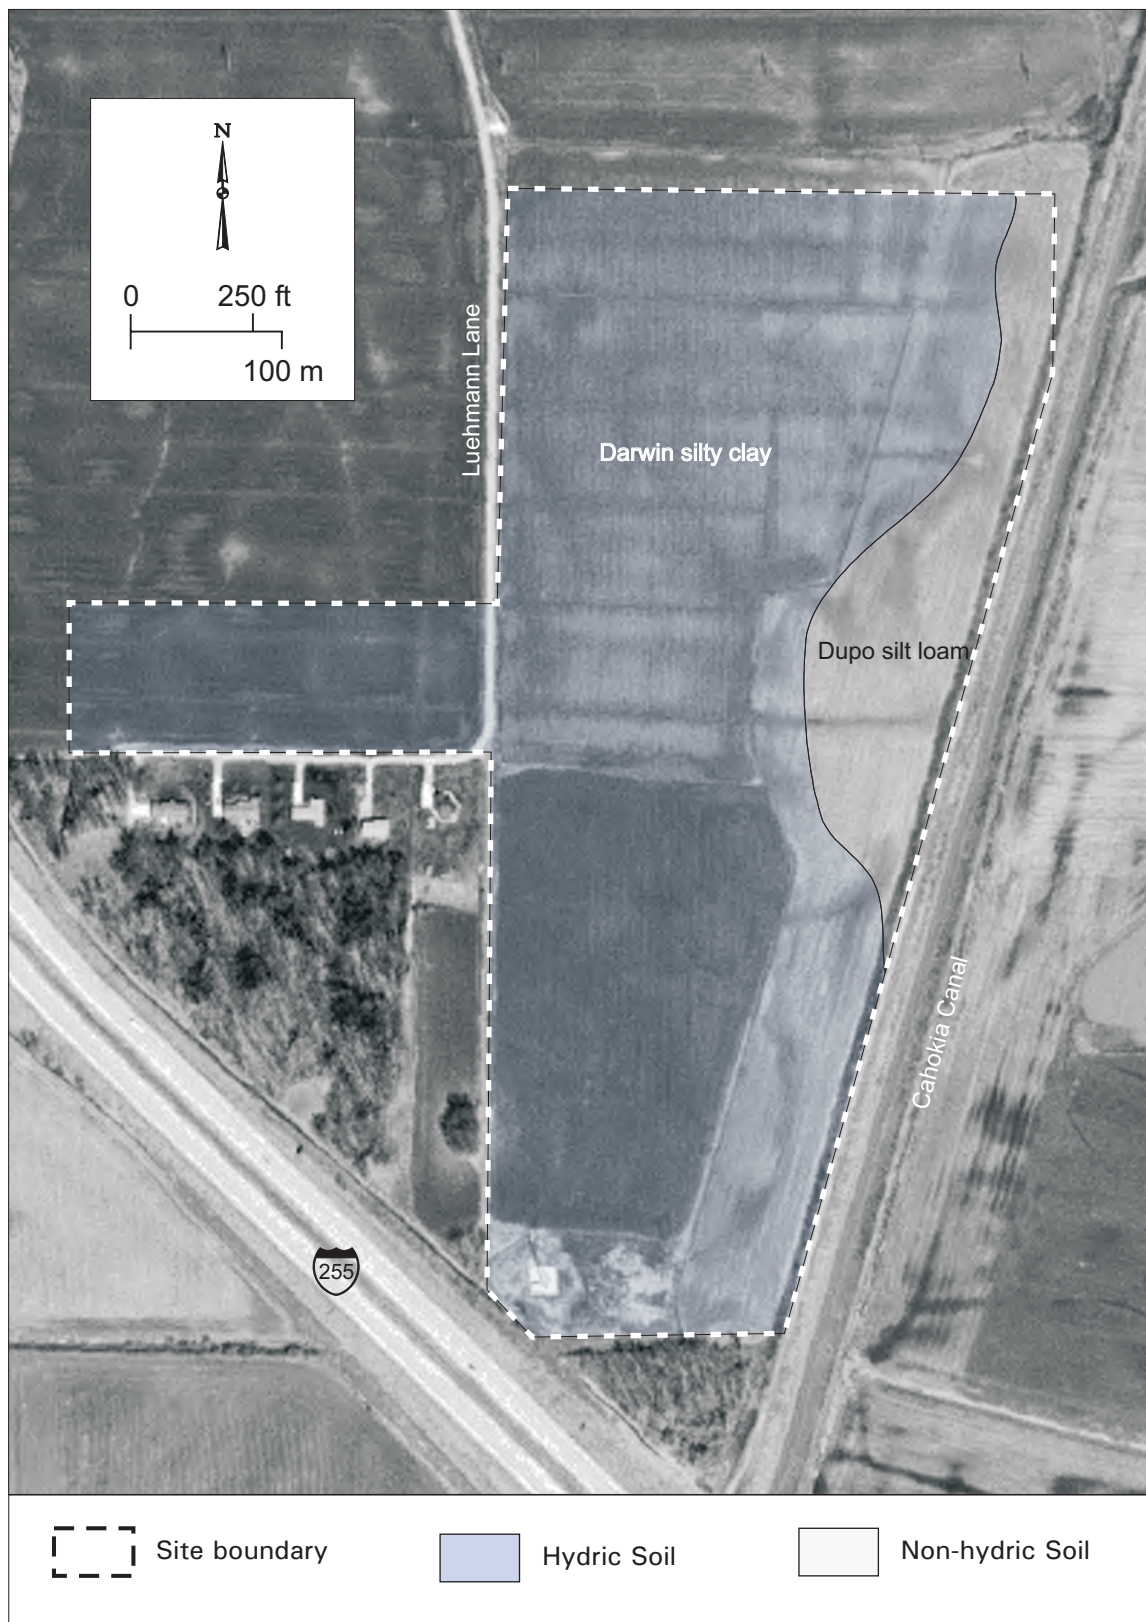 N
0 250 ft
100 m
Luehmann Lane
Darwin silty clay
Dupo silt loam
Cahokia Canal
255
Site boundary
Hydric Soil
Non-hydric Soil